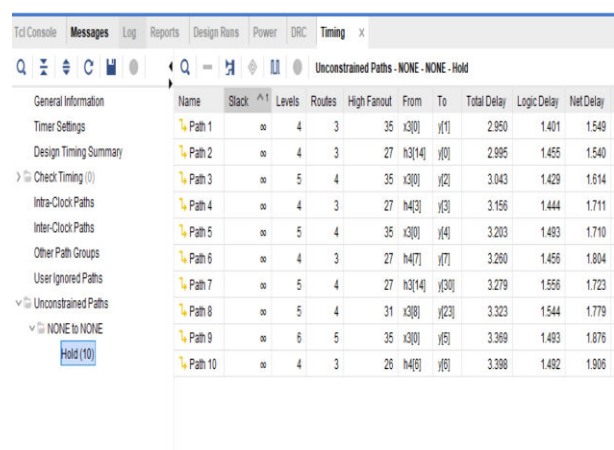 Tcl Console Messages Log Reports Design Runs Power DRC Timing ×
Unconstrained Paths - NONE - NONE - Hold
General Information
Timer Settings
Design Timing Summary
Check Timing (0)
Intra-Clock Paths
Inter-Clock Paths
Other Path Groups
User Ignored Paths
Unconstrained Paths
NONE to NONE
Hold (10)
Name Slack ^1 Levels Routes High Fanout From To Total Delay Logic Delay Net Delay
Path 1 ∞ 4 3 35 x3[0] y[1] 2.950 1.401 1.549
Path 2 ∞ 4 3 27 h3[14] y[0] 2.995 1.455 1.540
Path 3 ∞ 5 4 35 x3[0] y[2] 3.043 1.429 1.614
Path 4 ∞ 4 3 27 h4[3] y[3] 3.156 1.444 1.711
Path 5 ∞ 5 4 35 x3[0] y[4] 3.203 1.493 1.710
Path 6 ∞ 4 3 27 h4[7] y[7] 3.260 1.456 1.804
Path 7 ∞ 5 4 27 h3[14] y[30] 3.279 1.556 1.723
Path 8 ∞ 5 4 31 x3[8] y[23] 3.323 1.544 1.779
Path 9 ∞ 6 5 35 x3[0] y[5] 3.369 1.493 1.876
Path 10 ∞ 4 3 26 h4[6] y[6] 3.398 1.492 1.906